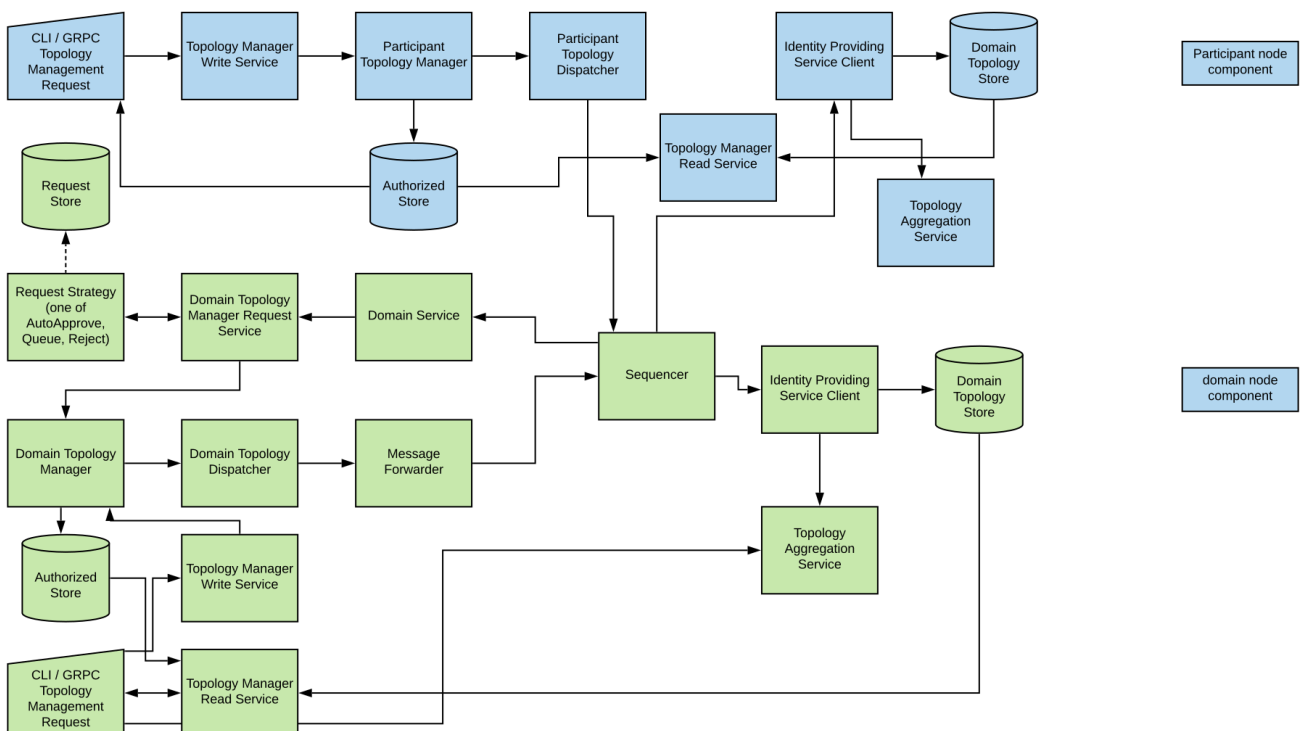 CLI / GRPC
Topology
Management
Request
Topology Manager
Write Service
Participant
Topology Manager
Participant
Topology
Dispatcher
Identity Providing
Service Client
Domain
Topology
Store
Participant node
component
Request
Store
Authorized
Store
Topology Manager
Read Service
Topology
Aggregation
Service
Request Strategy
(one of
AutoApprove,
Queue, Reject)
Domain Topology
Manager Request
Service
Domain Service
Sequencer
Identity Providing
Service Client
Domain
Topology
Store
domain node
component
Domain Topology
Manager
Domain Topology
Dispatcher
Message
Forwarder
Topology
Aggregation
Service
Authorized
Store
Topology Manager
Write Service
CLI / GRPC
Topology
Management
Request
Topology Manager
Read Service